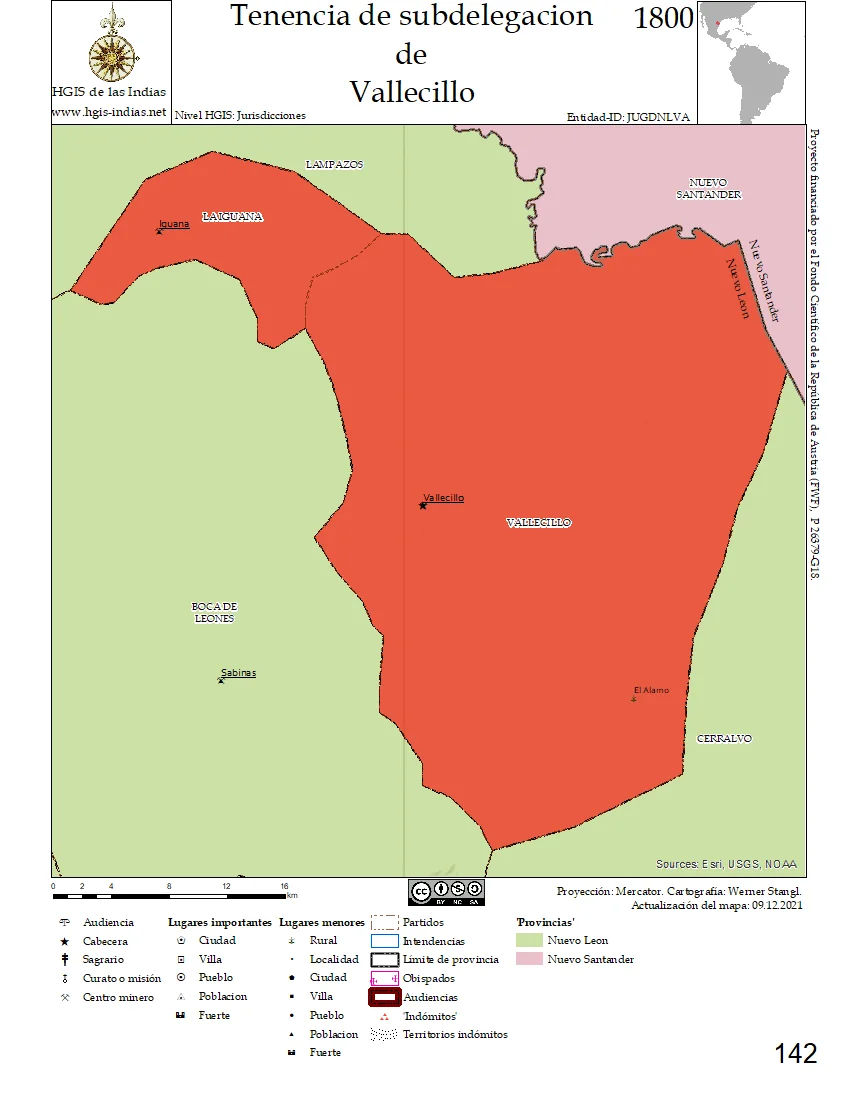 Tenencia de subdelegacion
de
Vallecillo
1800
HGIS de las Indias
www.hgis-indias.net
Nivel HGIS: Jurisdicciones
Entidad-ID: JUGDNLVA
Proyecto financiado por el Fondo Científico de la República de Austria (FWF), P 26379-G18.
LAMPAZOS
NUEVO
SANTANDER
Iguana
LA IGUANA
Nuevo Santander
Nuevo Leon
Vallecillo
VALLECILLO
BOCA DE
LEONES
Sabinas
El Alamo
CERRALVO
Sources: Esri, USGS, NOAA
0 2 4 8 12 16
km
CC BY NC SA
Proyección: Mercator. Cartografía: Werner Stangl.
Actualización del mapa: 09.12.2021
Audiencia
Cabecera
Sagrario
Curato o misión
Centro minero
Lugares importantes
Ciudad
Villa
Pueblo
Poblacion
Fuerte
Lugares menores
Rural
Localidad
Ciudad
Villa
Pueblo
Poblacion
Fuerte
Partidos
Intendencias
Límite de provincia
Obispados
Audiencias
'Indómitos'
Territorios indómitos
'Provincias'
Nuevo Leon
Nuevo Santander
142